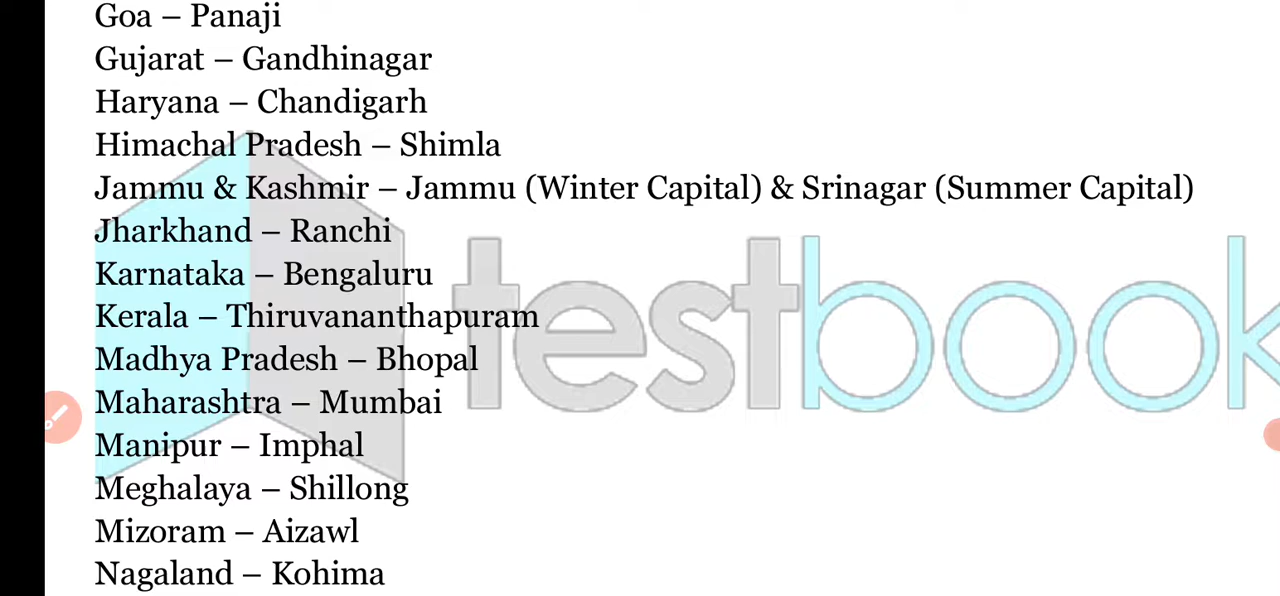 Goa – Panaji
Gujarat – Gandhinagar
Haryana – Chandigarh
Himachal Pradesh – Shimla
Jammu & Kashmir – Jammu (Winter Capital) & Srinagar (Summer Capital)
Jharkhand – Ranchi
Karnataka – Bengaluru
Kerala – Thiruvananthapuram
Madhya Pradesh – Bhopal
Maharashtra – Mumbai
Manipur – Imphal
Meghalaya – Shillong
Mizoram – Aizawl
Nagaland – Kohima
testbook